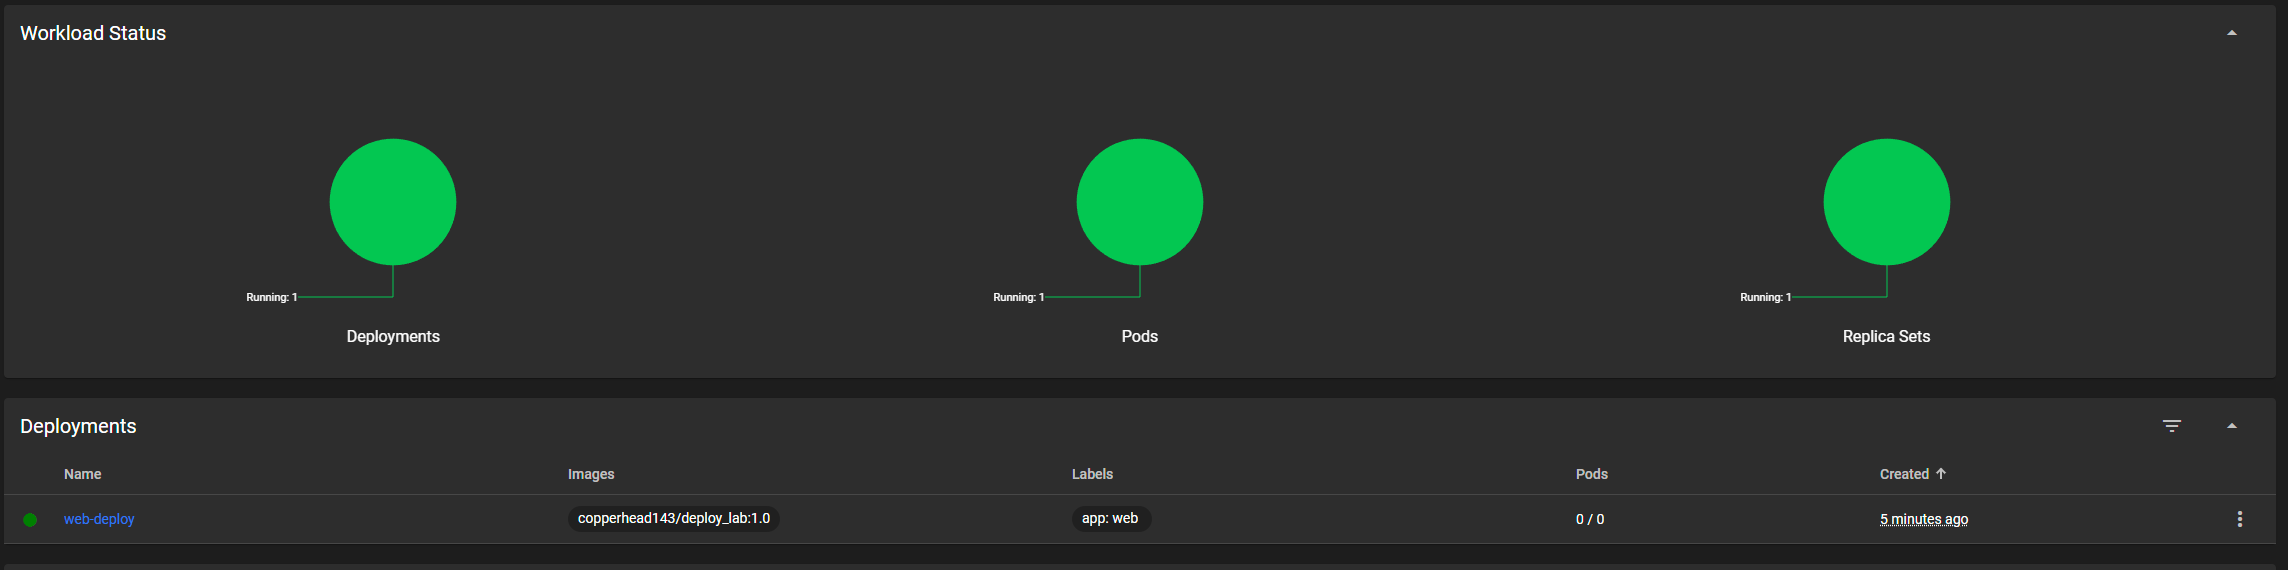 Workload Status
Running: 1
Deployments
Running: 1
Pods
Running: 1
Replica Sets
Deployments
Name Images Labels Pods Created
web-deploy copperhead143/deploy_lab:1.0 app: web 0 / 0 5 minutes ago